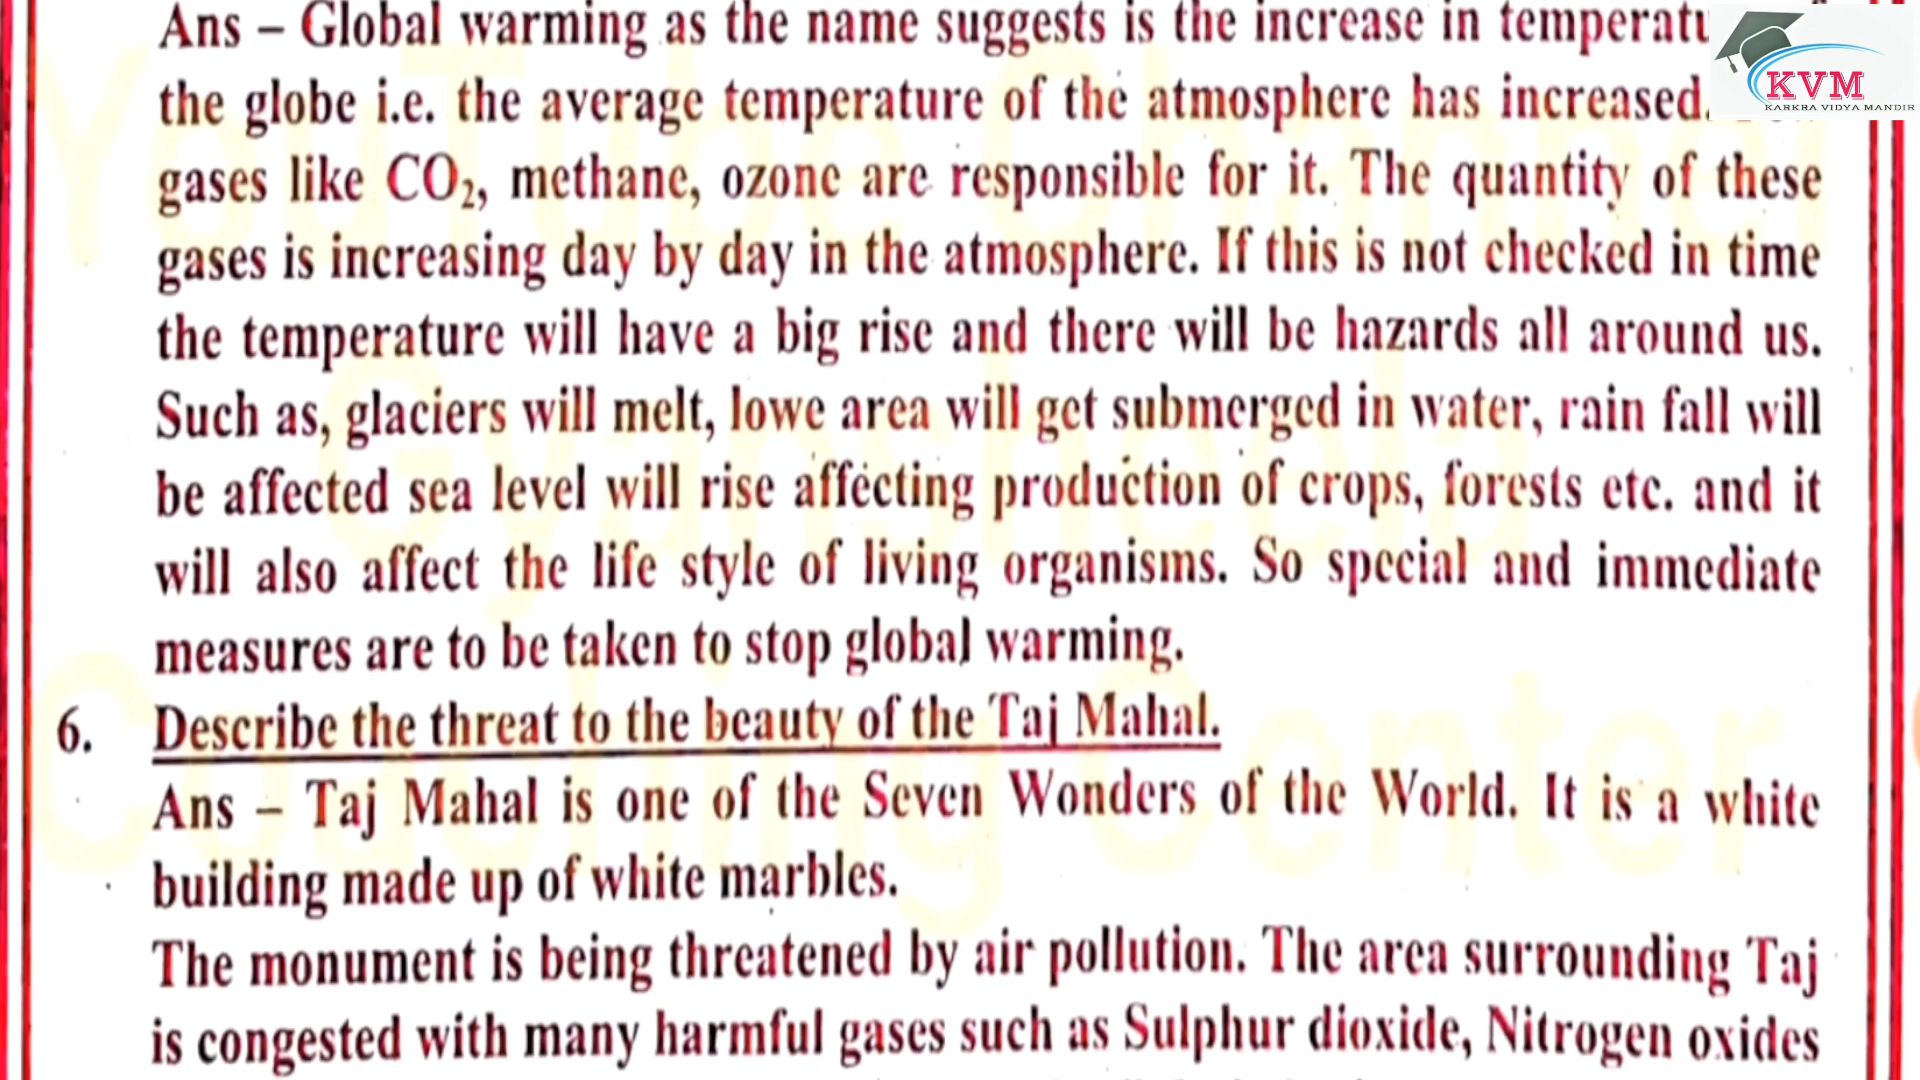 Ans – Global warming as the name suggests is the increase in
the globe i.e. the average temperature of the atmosphere has increased.
gases like CO₂, methane, ozone are responsible for it. The quantity of these
gases is increasing day by day in the atmosphere. If this is not checked in time
the temperature will have a big rise and there will be hazards all around us.
Such as, glaciers will melt, lowe area will get submerged in water, rain fall will
be affected sea level will rise affecting production of crops, forests etc. and it
will also affect the life style of living organisms. So special and immediate
measures are to be taken to stop global warming.
6. Describe the threat to the beauty of the Taj Mahal.
Ans – Taj Mahal is one of the Seven Wonders of the World. It is a white
building made up of white marbles.
The monument is being threatened by air pollution. The area surrounding Taj
is congested with many harmful gases such as Sulphur dioxide, Nitrogen oxides
KVM
KARKRA VIDYA MANDIR
YouTube Channel
Gyansheela
Coaching Center